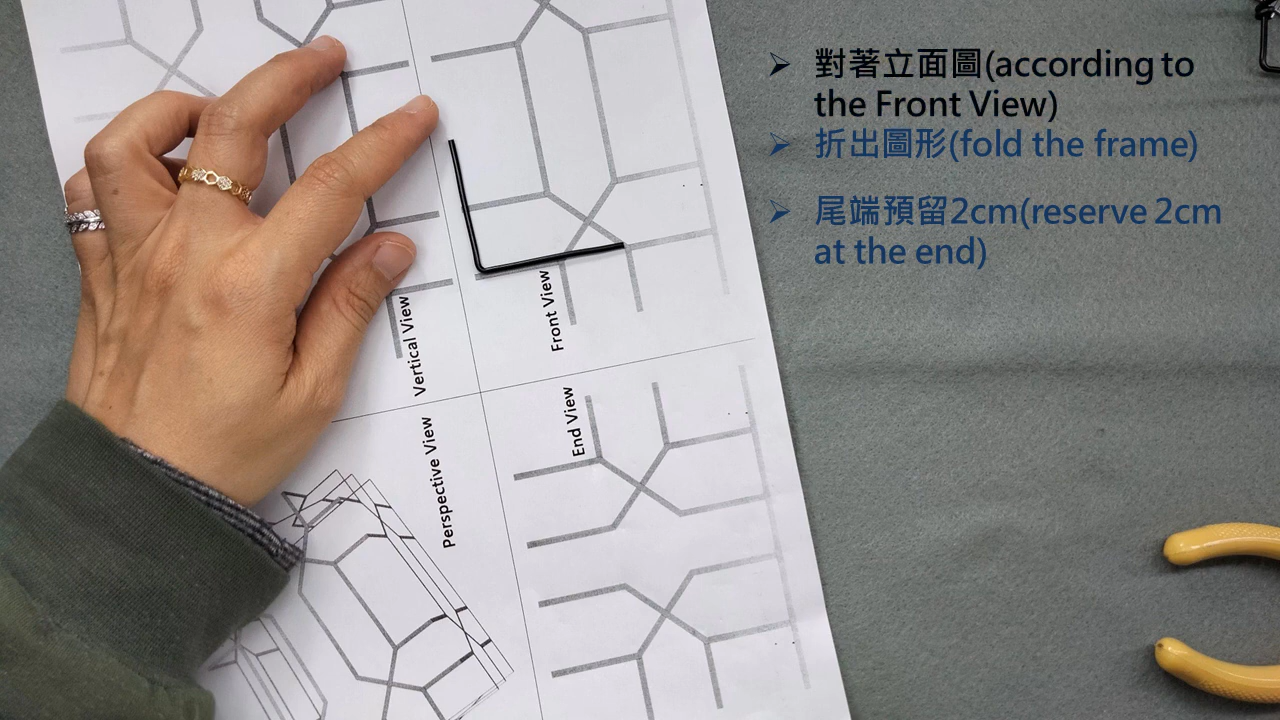 對著立面圖(according to
the Front View)
折出圖形(fold the frame)
尾端預留2cm(reserve 2cm
at the end)
Vertical View
Front View
End View
Perspective View